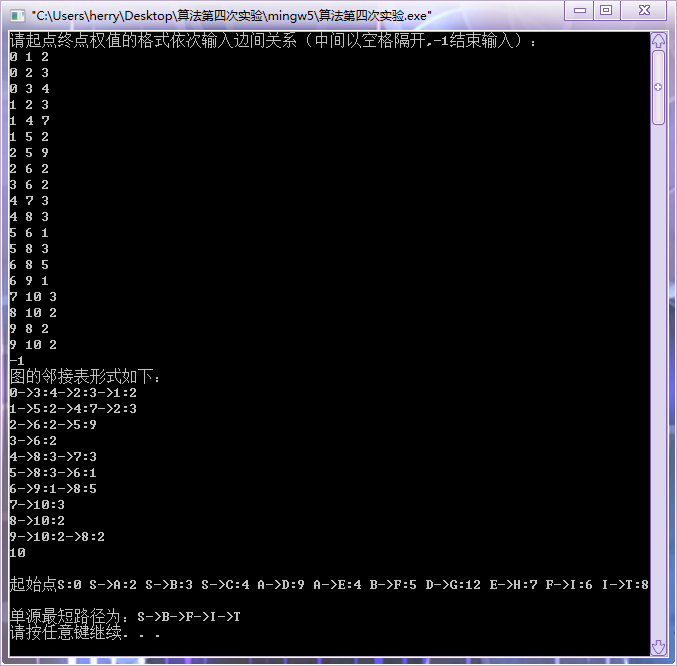 "C:\Users\herry\Desktop\算法第四次实验\mingw5\算法第四次实验.exe"
请起点终点权值的格式依次输入边间关系（中间以空格隔开,-1结束输入）：
0 1 2
0 2 3
0 3 4
1 2 3
1 4 7
1 5 2
2 5 9
2 6 2
3 6 2
4 7 3
4 8 3
5 6 1
5 8 3
6 8 5
6 9 1
7 10 3
8 10 2
9 8 2
9 10 2
-1
图的邻接表形式如下：
0->3:4->2:3->1:2
1->5:2->4:7->2:3
2->6:2->5:9
3->6:2
4->8:3->7:3
5->8:3->6:1
6->9:1->8:5
7->10:3
8->10:2
9->10:2->8:2
10
起始点S:0 S->A:2 S->B:3 S->C:4 A->D:9 A->E:4 B->F:5 D->G:12 E->H:7 F->I:6 I->T:8
单源最短路径为：S->B->F->I->T
请按任意键继续. . .